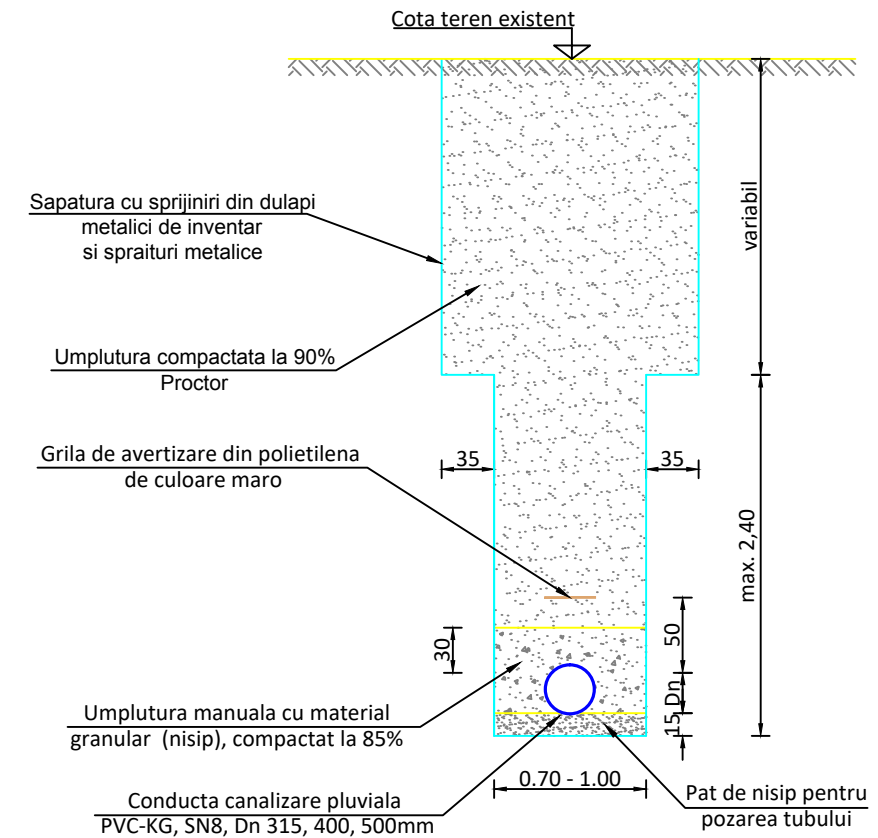 Cota teren existent
Sapatura cu sprijiniri din dulapi
metalici de inventar
si spraituri metalice
variabil
Umplutura compactata la 90%
Proctor
Grila de avertizare din polietilena
de culoare maro
35
35
max. 2,40
50
30
Dn
15
Umplutura manuala cu material
granular (nisip), compactat la 85%
0.70 - 1.00
Conducta canalizare pluviala
PVC-KG, SN8, Dn 315, 400, 500mm
Pat de nisip pentru
pozarea tubului